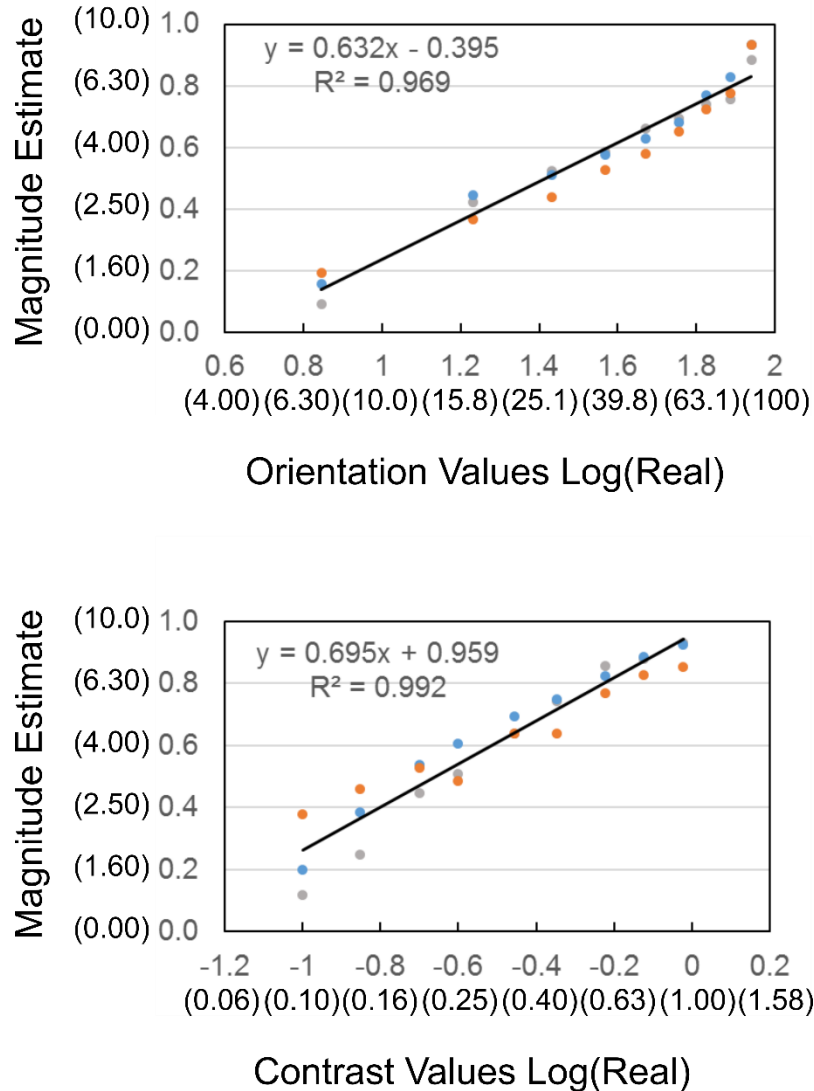 Magnitude Estimate
(10.0) 1.0
(6.30) 0.8
(4.00) 0.6
(2.50) 0.4
(1.60) 0.2
(0.00) 0.0
y = 0.632x - 0.395
R² = 0.969
0.6 0.8 1 1.2 1.4 1.6 1.8 2
(4.00) (6.30) (10.0) (15.8) (25.1) (39.8) (63.1) (100)
Orientation Values Log(Real)
Magnitude Estimate
(10.0) 1.0
(6.30) 0.8
(4.00) 0.6
(2.50) 0.4
(1.60) 0.2
(0.00) 0.0
y = 0.695x + 0.959
R² = 0.992
-1.2 -1 -0.8 -0.6 -0.4 -0.2 0 0.2
(0.06) (0.10) (0.16) (0.25) (0.40) (0.63) (1.00) (1.58)
Contrast Values Log(Real)